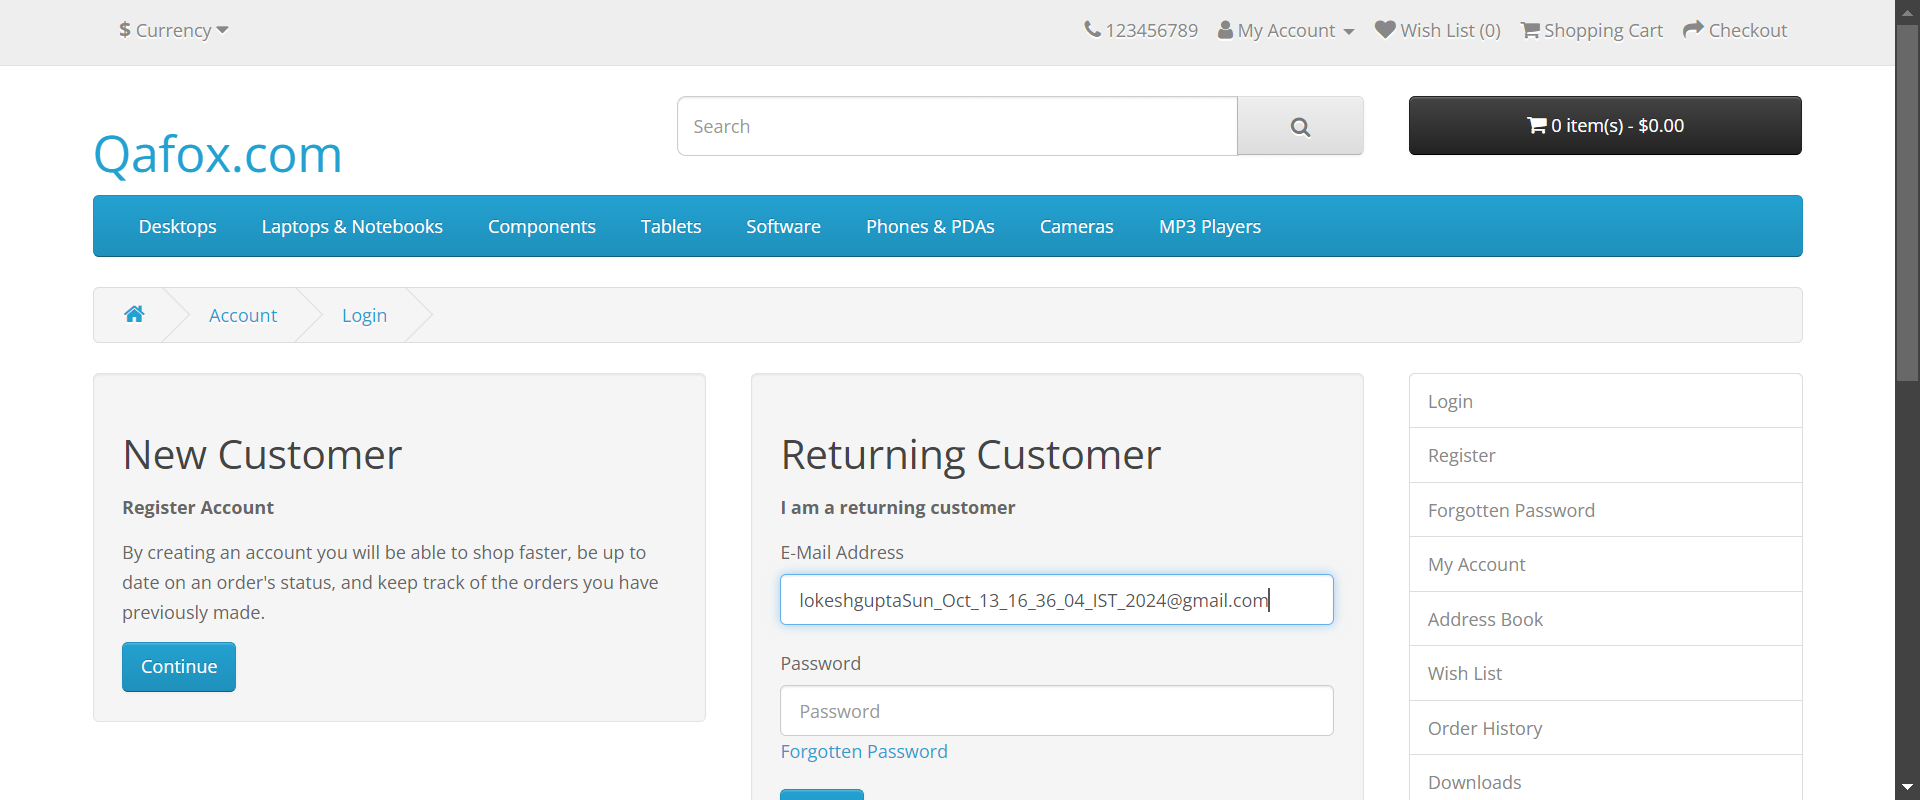 $ Currency
123456789 My Account Wish List (0) Shopping Cart Checkout
Qafox.com
Search
0 item(s) - $0.00
Desktops Laptops & Notebooks Components Tablets Software Phones & PDAs Cameras MP3 Players
Account Login
New Customer
Register Account
By creating an account you will be able to shop faster, be up to
date on an order's status, and keep track of the orders you have
previously made.
Continue
Returning Customer
I am a returning customer
E-Mail Address
lokeshguptaSun_Oct_13_16_36_04_IST_2024@gmail.com
Password
Password
Forgotten Password
Login
Register
Forgotten Password
My Account
Address Book
Wish List
Order History
Downloads